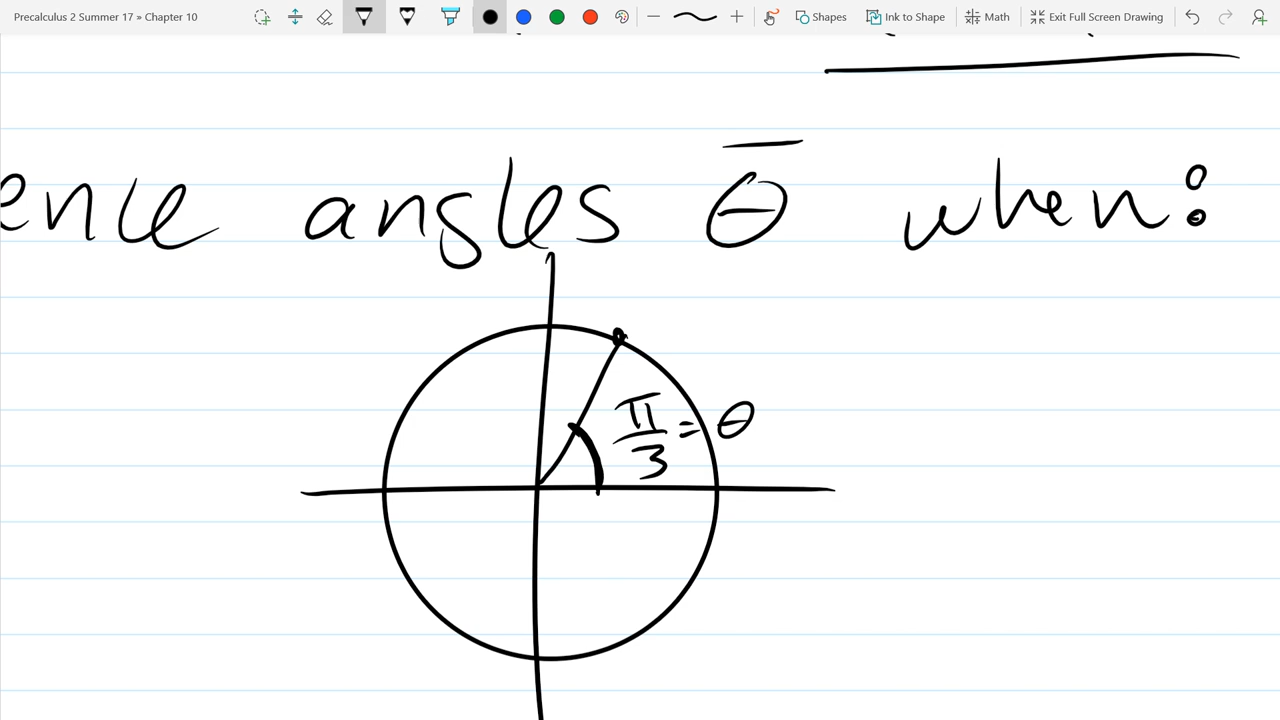 Precalculus 2 Summer 17 » Chapter 10
Shapes
Ink to Shape
Math
Exit Full Screen Drawing
ence angles θ̅ when:
π/3 = θ